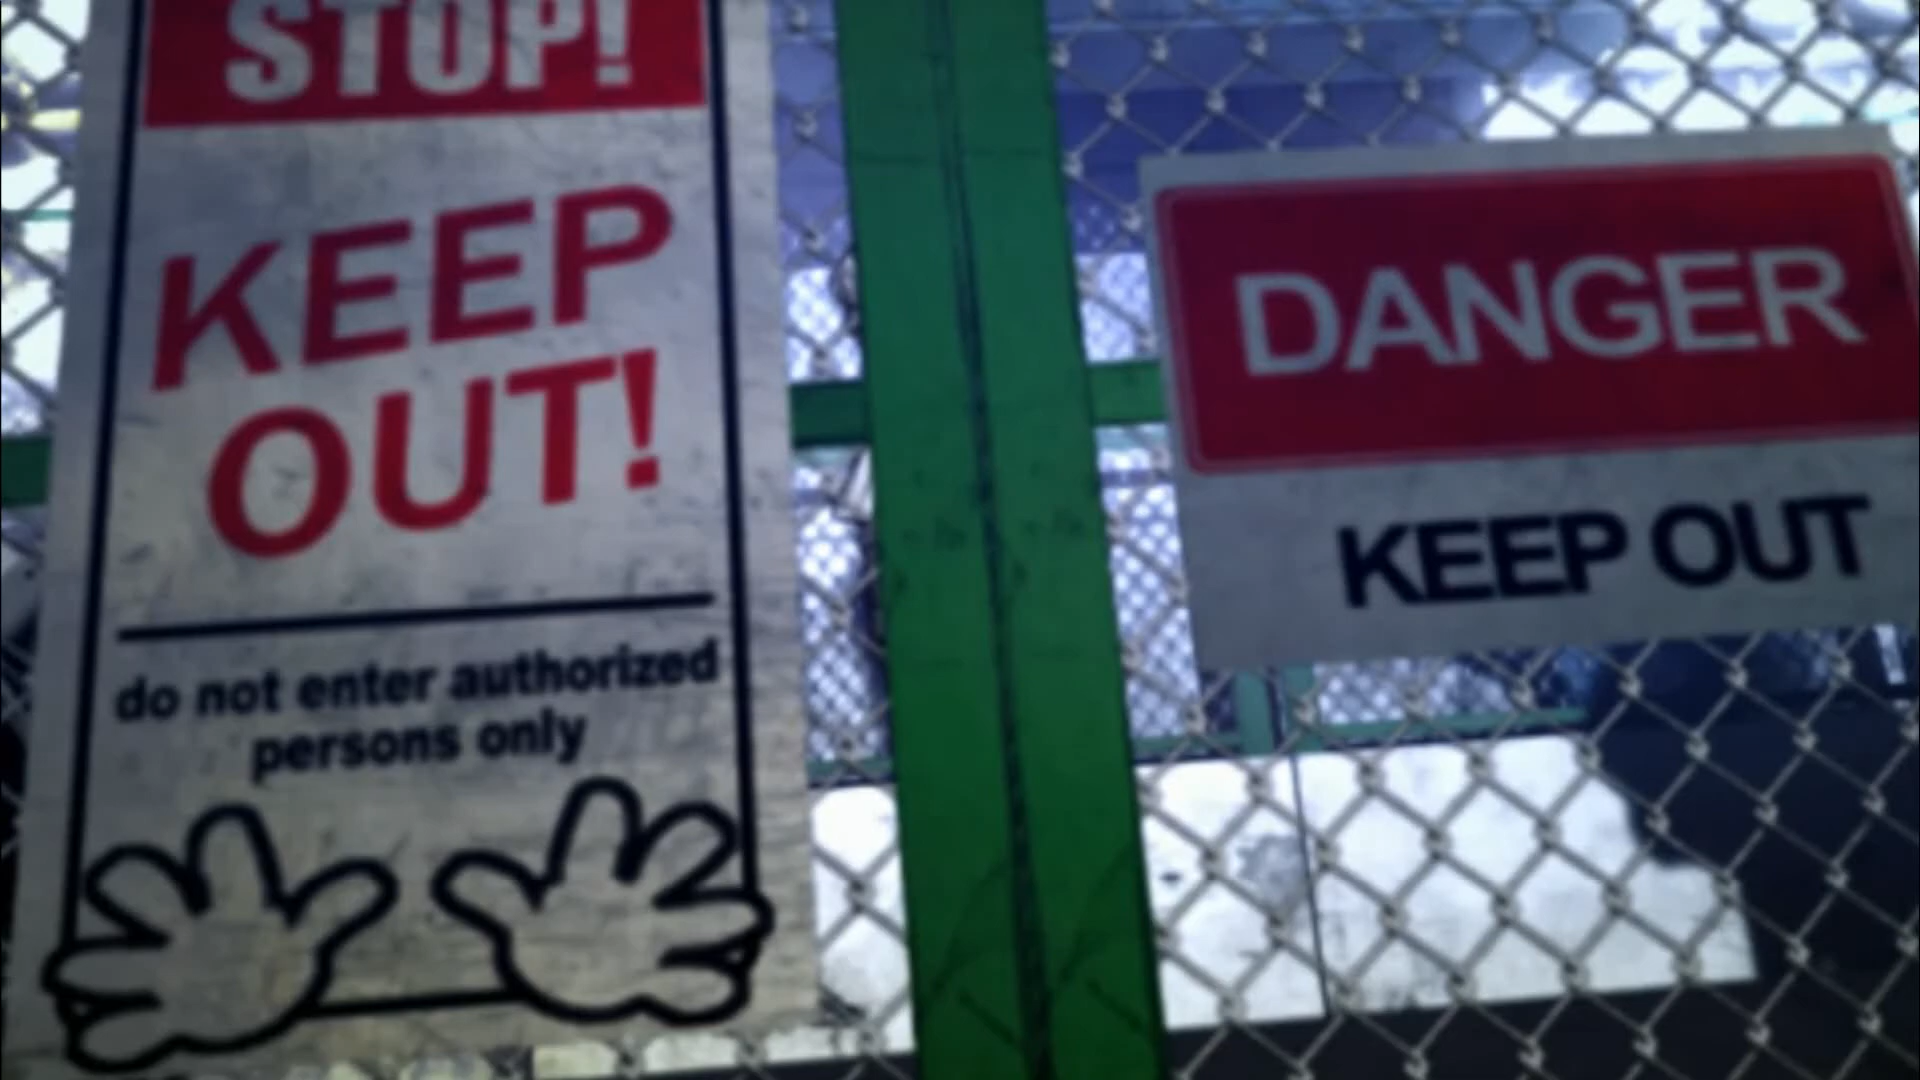 STOP!
KEEP
OUT!
do not enter authorized
persons only
DANGER
KEEP OUT